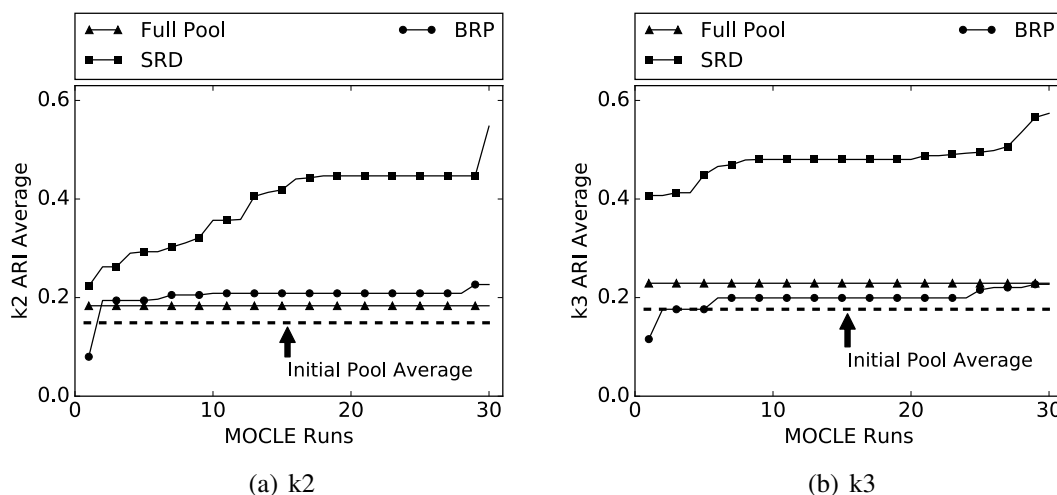 Full Pool
BRP
SRD
k2 ARI Average
0.6
0.4
0.2
0.0
Initial Pool Average
0
10
20
30
MOCLE Runs
(a) k2
Full Pool
BRP
SRD
k3 ARI Average
0.6
0.4
0.2
0.0
Initial Pool Average
0
10
20
30
MOCLE Runs
(b) k3